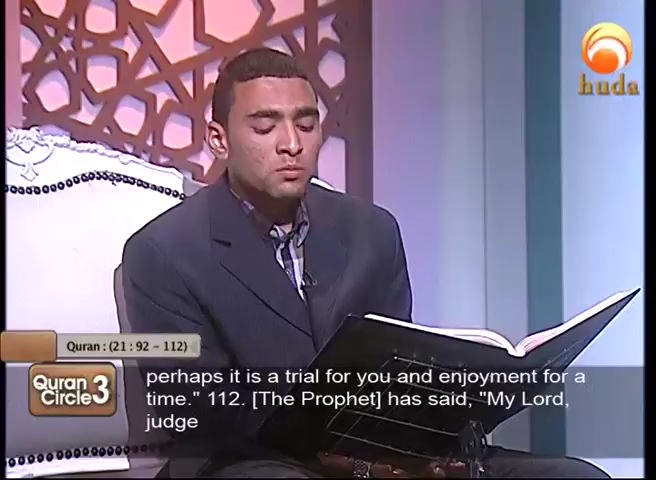 huda
Quran : (21 : 92 - 112)
Quran
Circle 3
perhaps it is a trial for you and enjoyment for a
time." 112. [The Prophet] has said, "My Lord,
judge